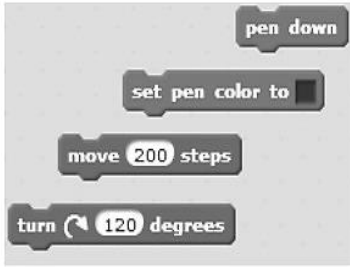 pen down
set pen color to
move 200 steps
turn 120 degrees